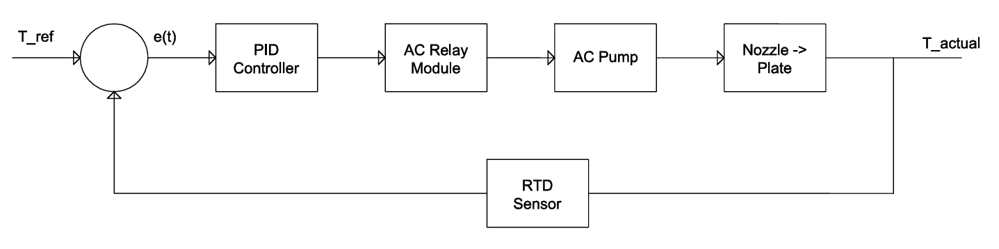 T_ref
e(t)
PID
Controller
AC Relay
Module
AC Pump
Nozzle ->
Plate
T_actual
RTD
Sensor